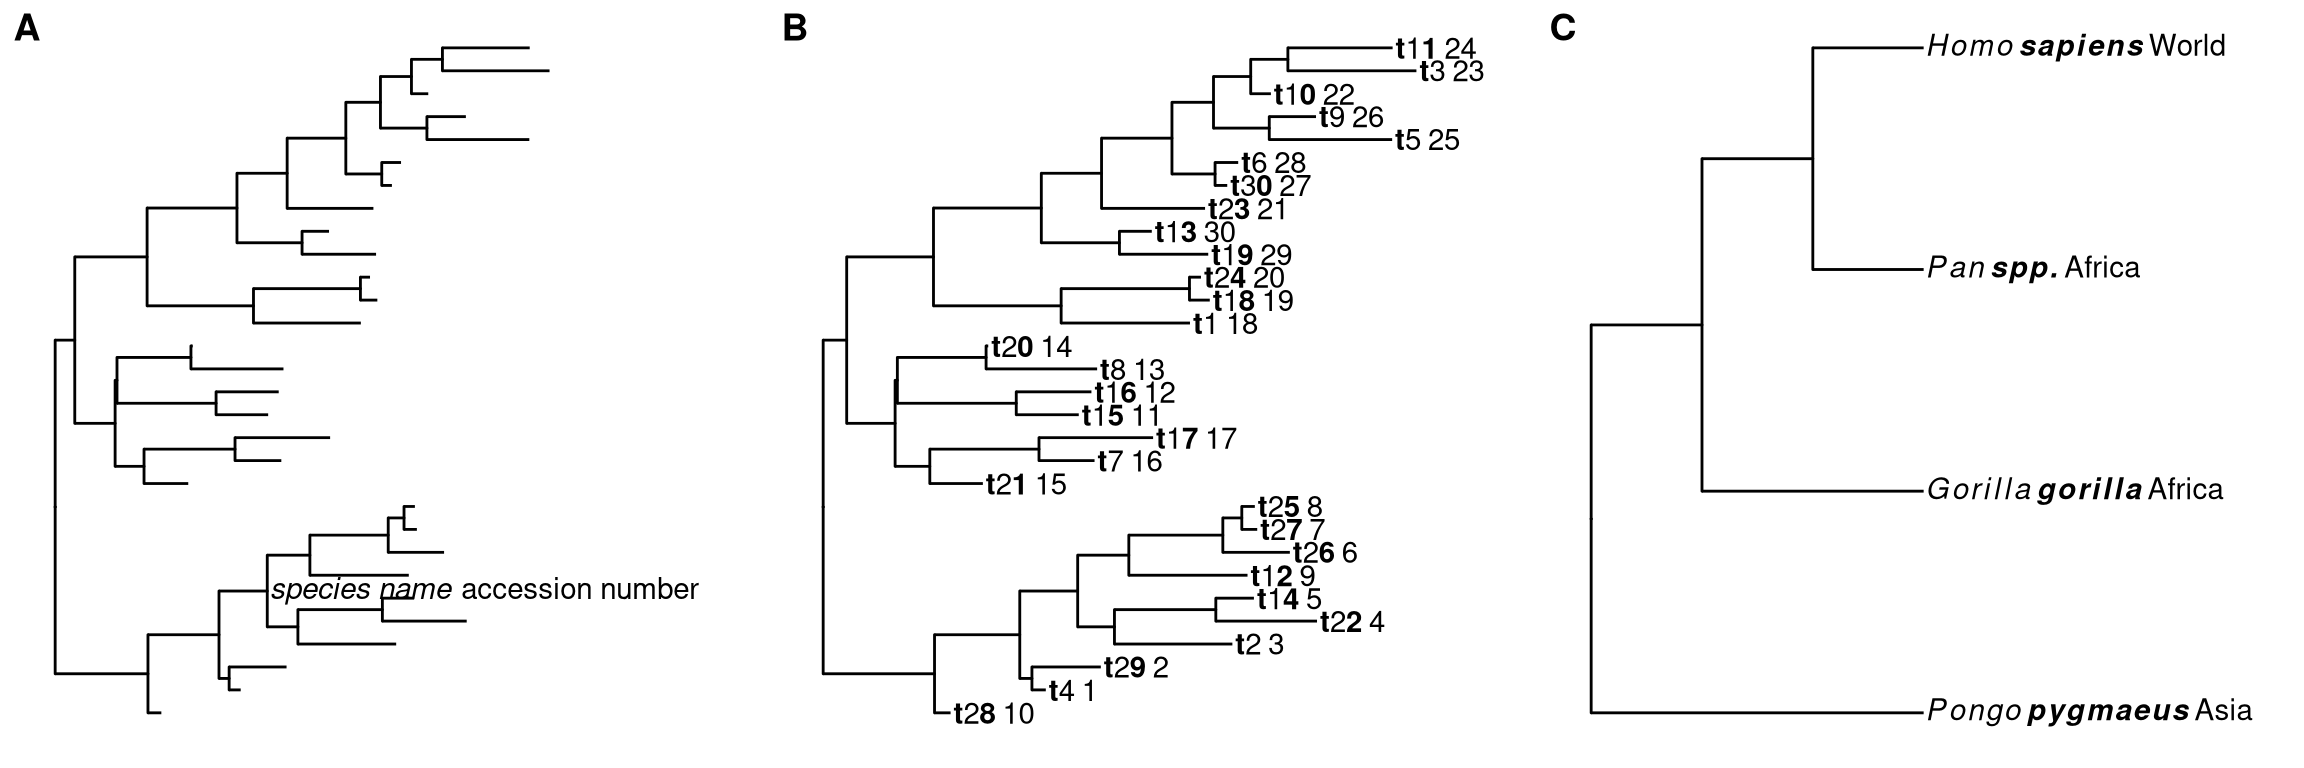 A
species name accession number
B
t11 24
t3 23
t10 22
t9 26
t5 25
t6 28
t30 27
t23 21
t13 30
t19 29
t24 20
t18 19
t1 18
t20 14
t8 13
t16 12
t15 11
t17 17
t7 16
t21 15
t25 8
t27 7
t26 6
t12 9
t14 5
t22 4
t2 3
t29 2
t4 1
t28 10
C
Homo sapiens World
Pan spp. Africa
Gorilla gorilla Africa
Pongo pygmaeus Asia